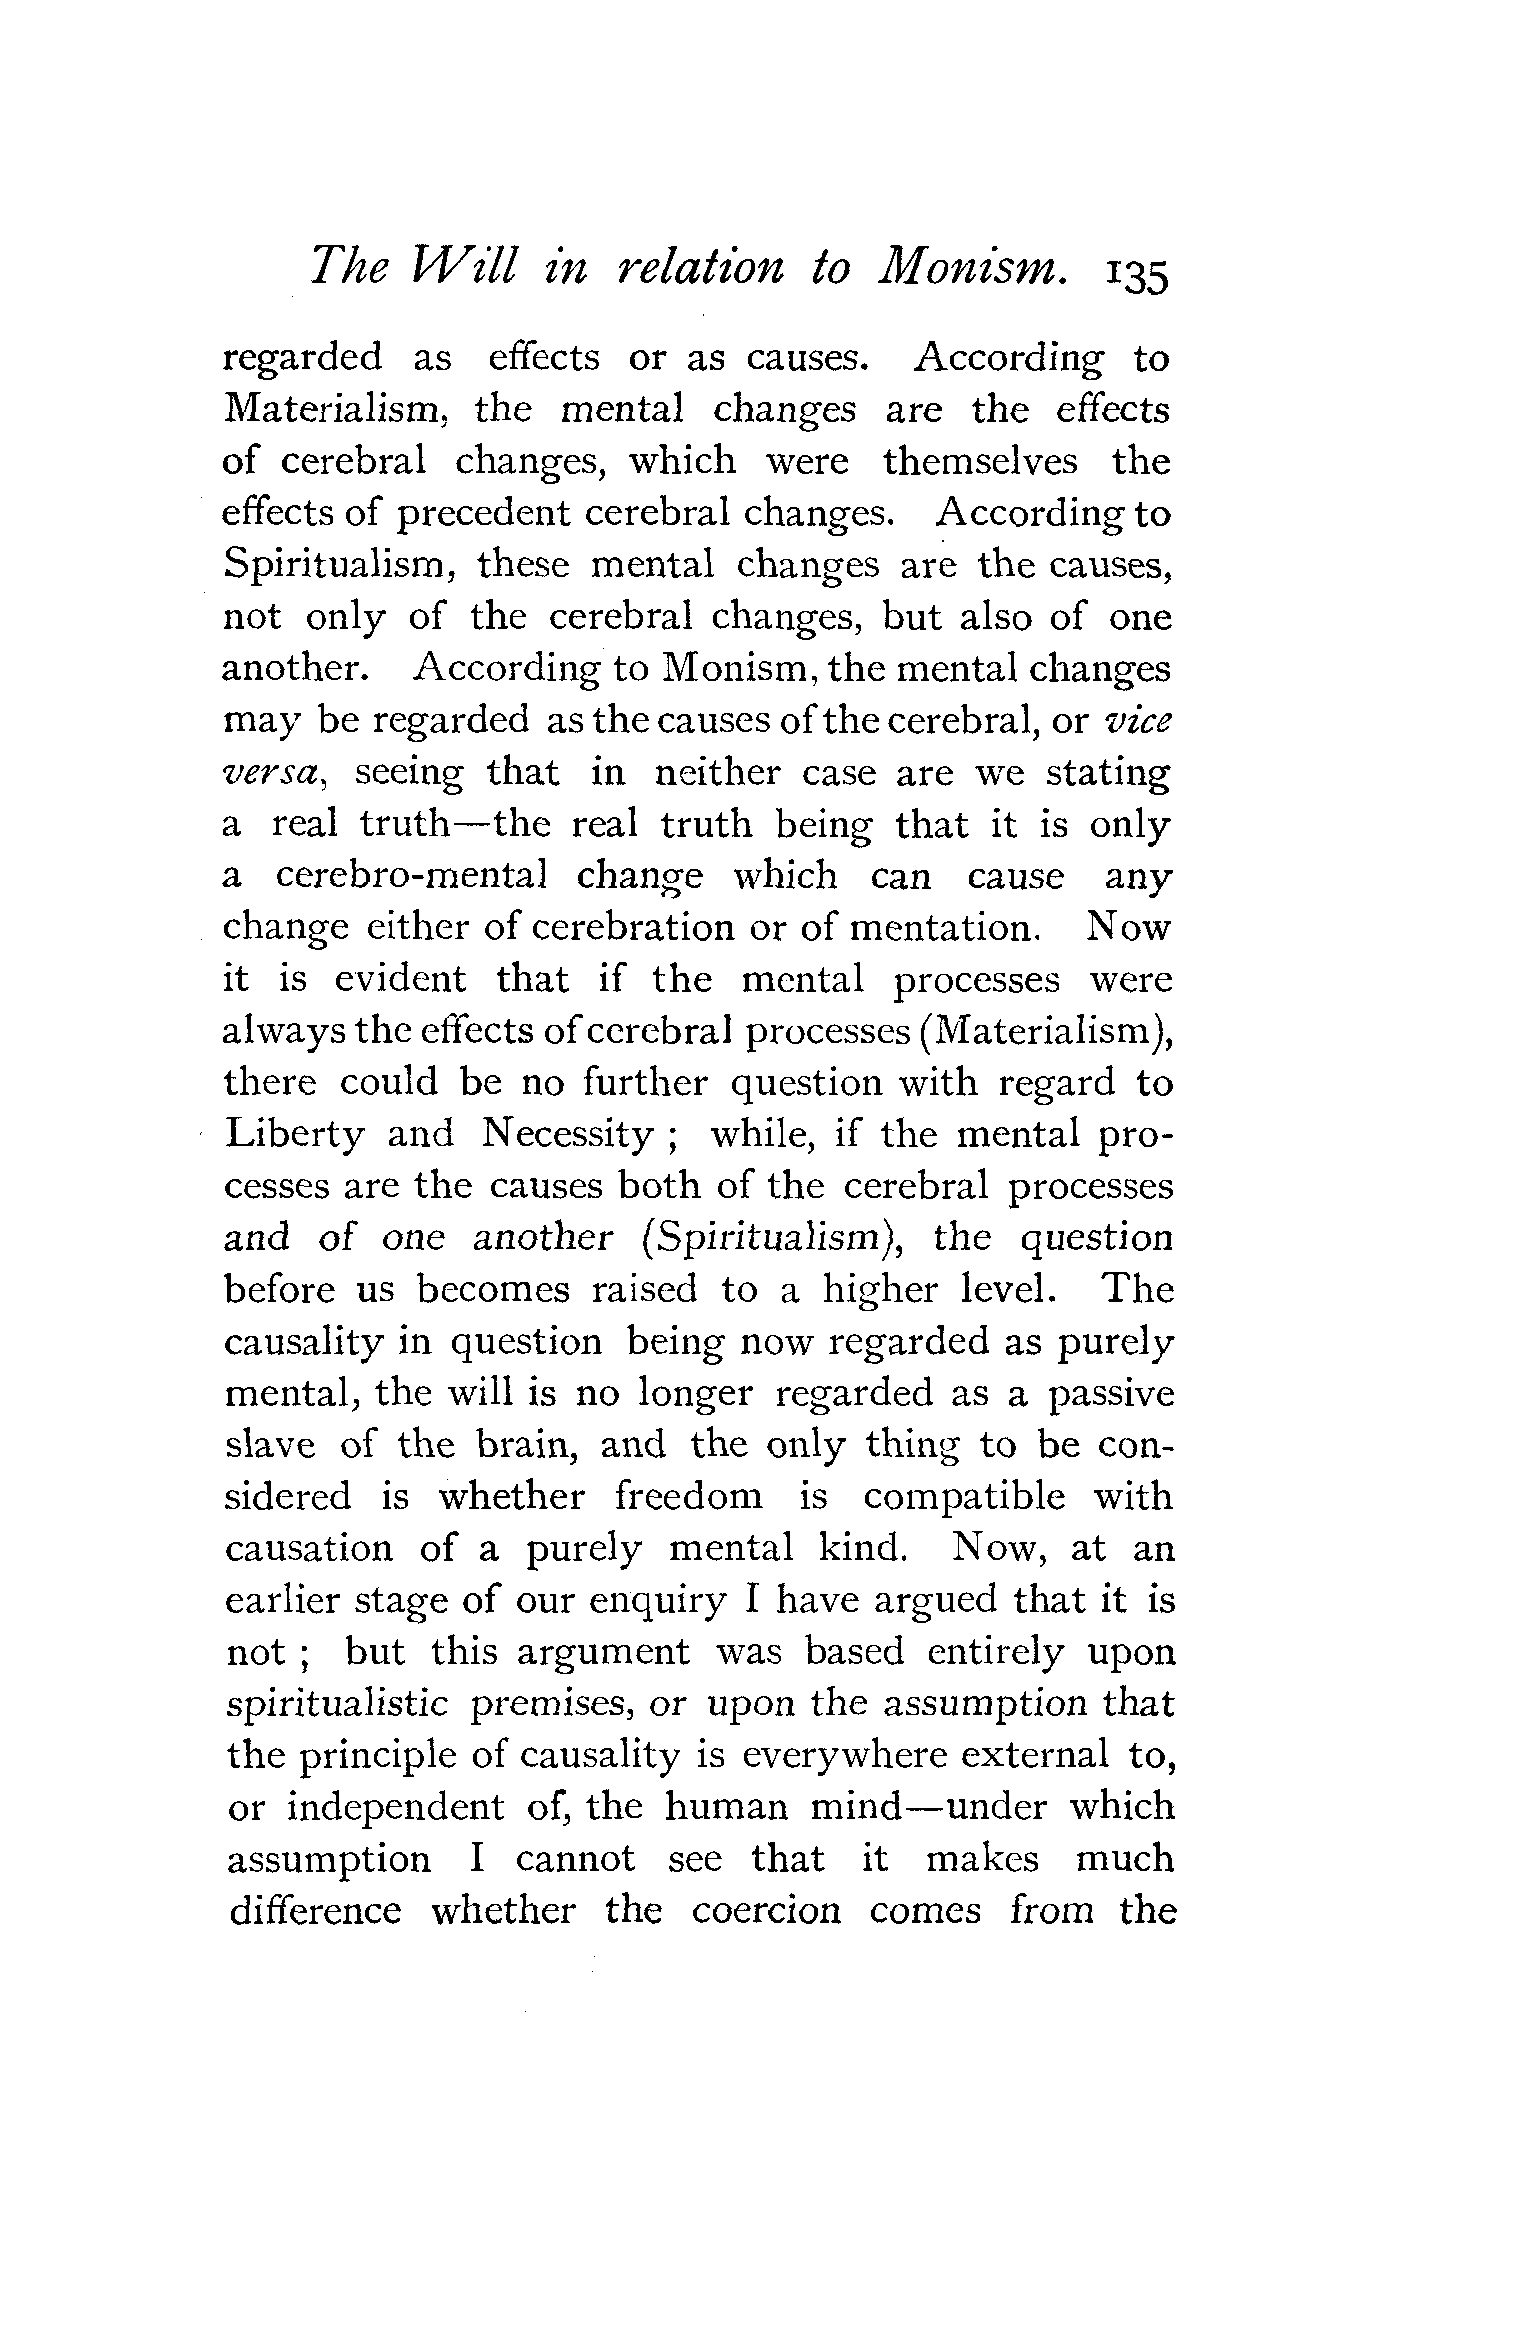 The Will in relation to Monism. 135
regarded as effects or as causes. According to
Materialism, the mental changes are the effects
of cerebral changes, which were themselves the
effects of precedent cerebral changes. According to
Spiritualism, these mental changes are the causes,
not only of the cerebral changes, but also of one
another. According to Monism, the mental changes
may be regarded as the causes of the cerebral, or vice
versa, seeing that in neither case are we stating
a real truth—the real truth being that it is only
a cerebro-mental change which can cause any
change either of cerebration or of mentation. Now
it is evident that if the mental processes were
always the effects of cerebral processes (Materialism),
there could be no further question with regard to
Liberty and Necessity ; while, if the mental pro-
cesses are the causes both of the cerebral processes
and of one another (Spiritualism), the question
before us becomes raised to a higher level. The
causality in question being now regarded as purely
mental, the will is no longer regarded as a passive
slave of the brain, and the only thing to be con-
sidered is whether freedom is compatible with
causation of a purely mental kind. Now, at an
earlier stage of our enquiry I have argued that it is
not ; but this argument was based entirely upon
spiritualistic premises, or upon the assumption that
the principle of causality is everywhere external to,
or independent of, the human mind—under which
assumption I cannot see that it makes much
difference whether the coercion comes from the